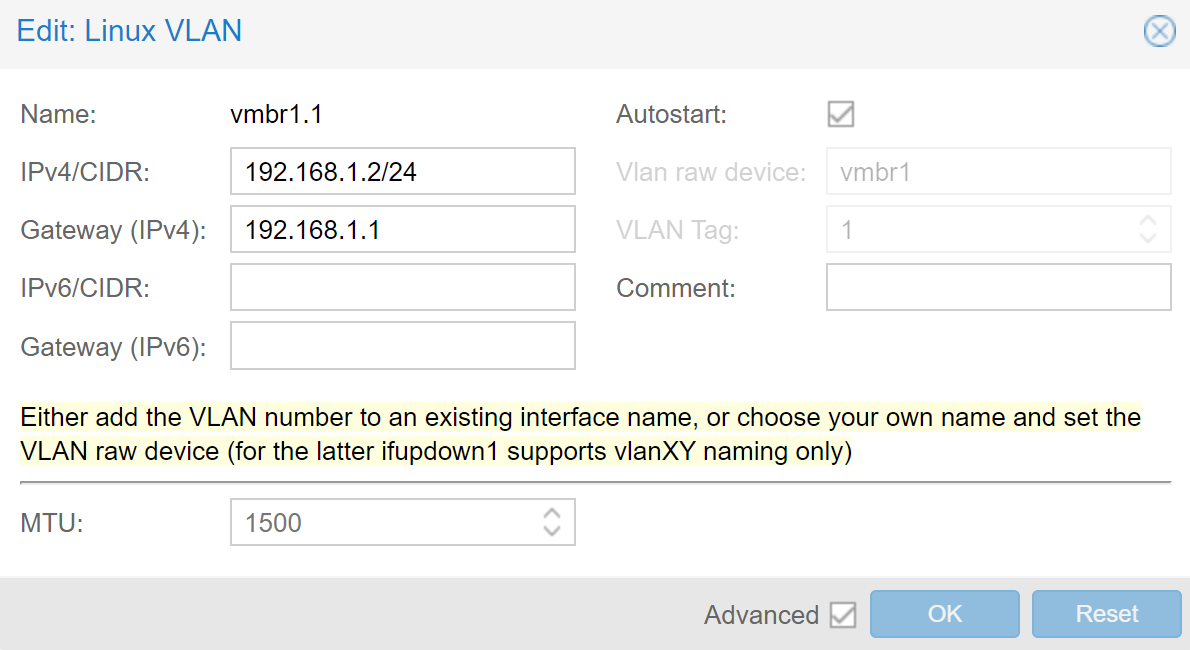 Edit: Linux VLAN
Name: vmbr1.1 Autostart:
IPv4/CIDR: 192.168.1.2/24 Vlan raw device: vmbr1
Gateway (IPv4): 192.168.1.1 VLAN Tag: 1
IPv6/CIDR: Comment:
Gateway (IPv6):
Either add the VLAN number to an existing interface name, or choose your own name and set the
VLAN raw device (for the latter ifupdown1 supports vlanXY naming only)
MTU: 1500
Advanced OK Reset